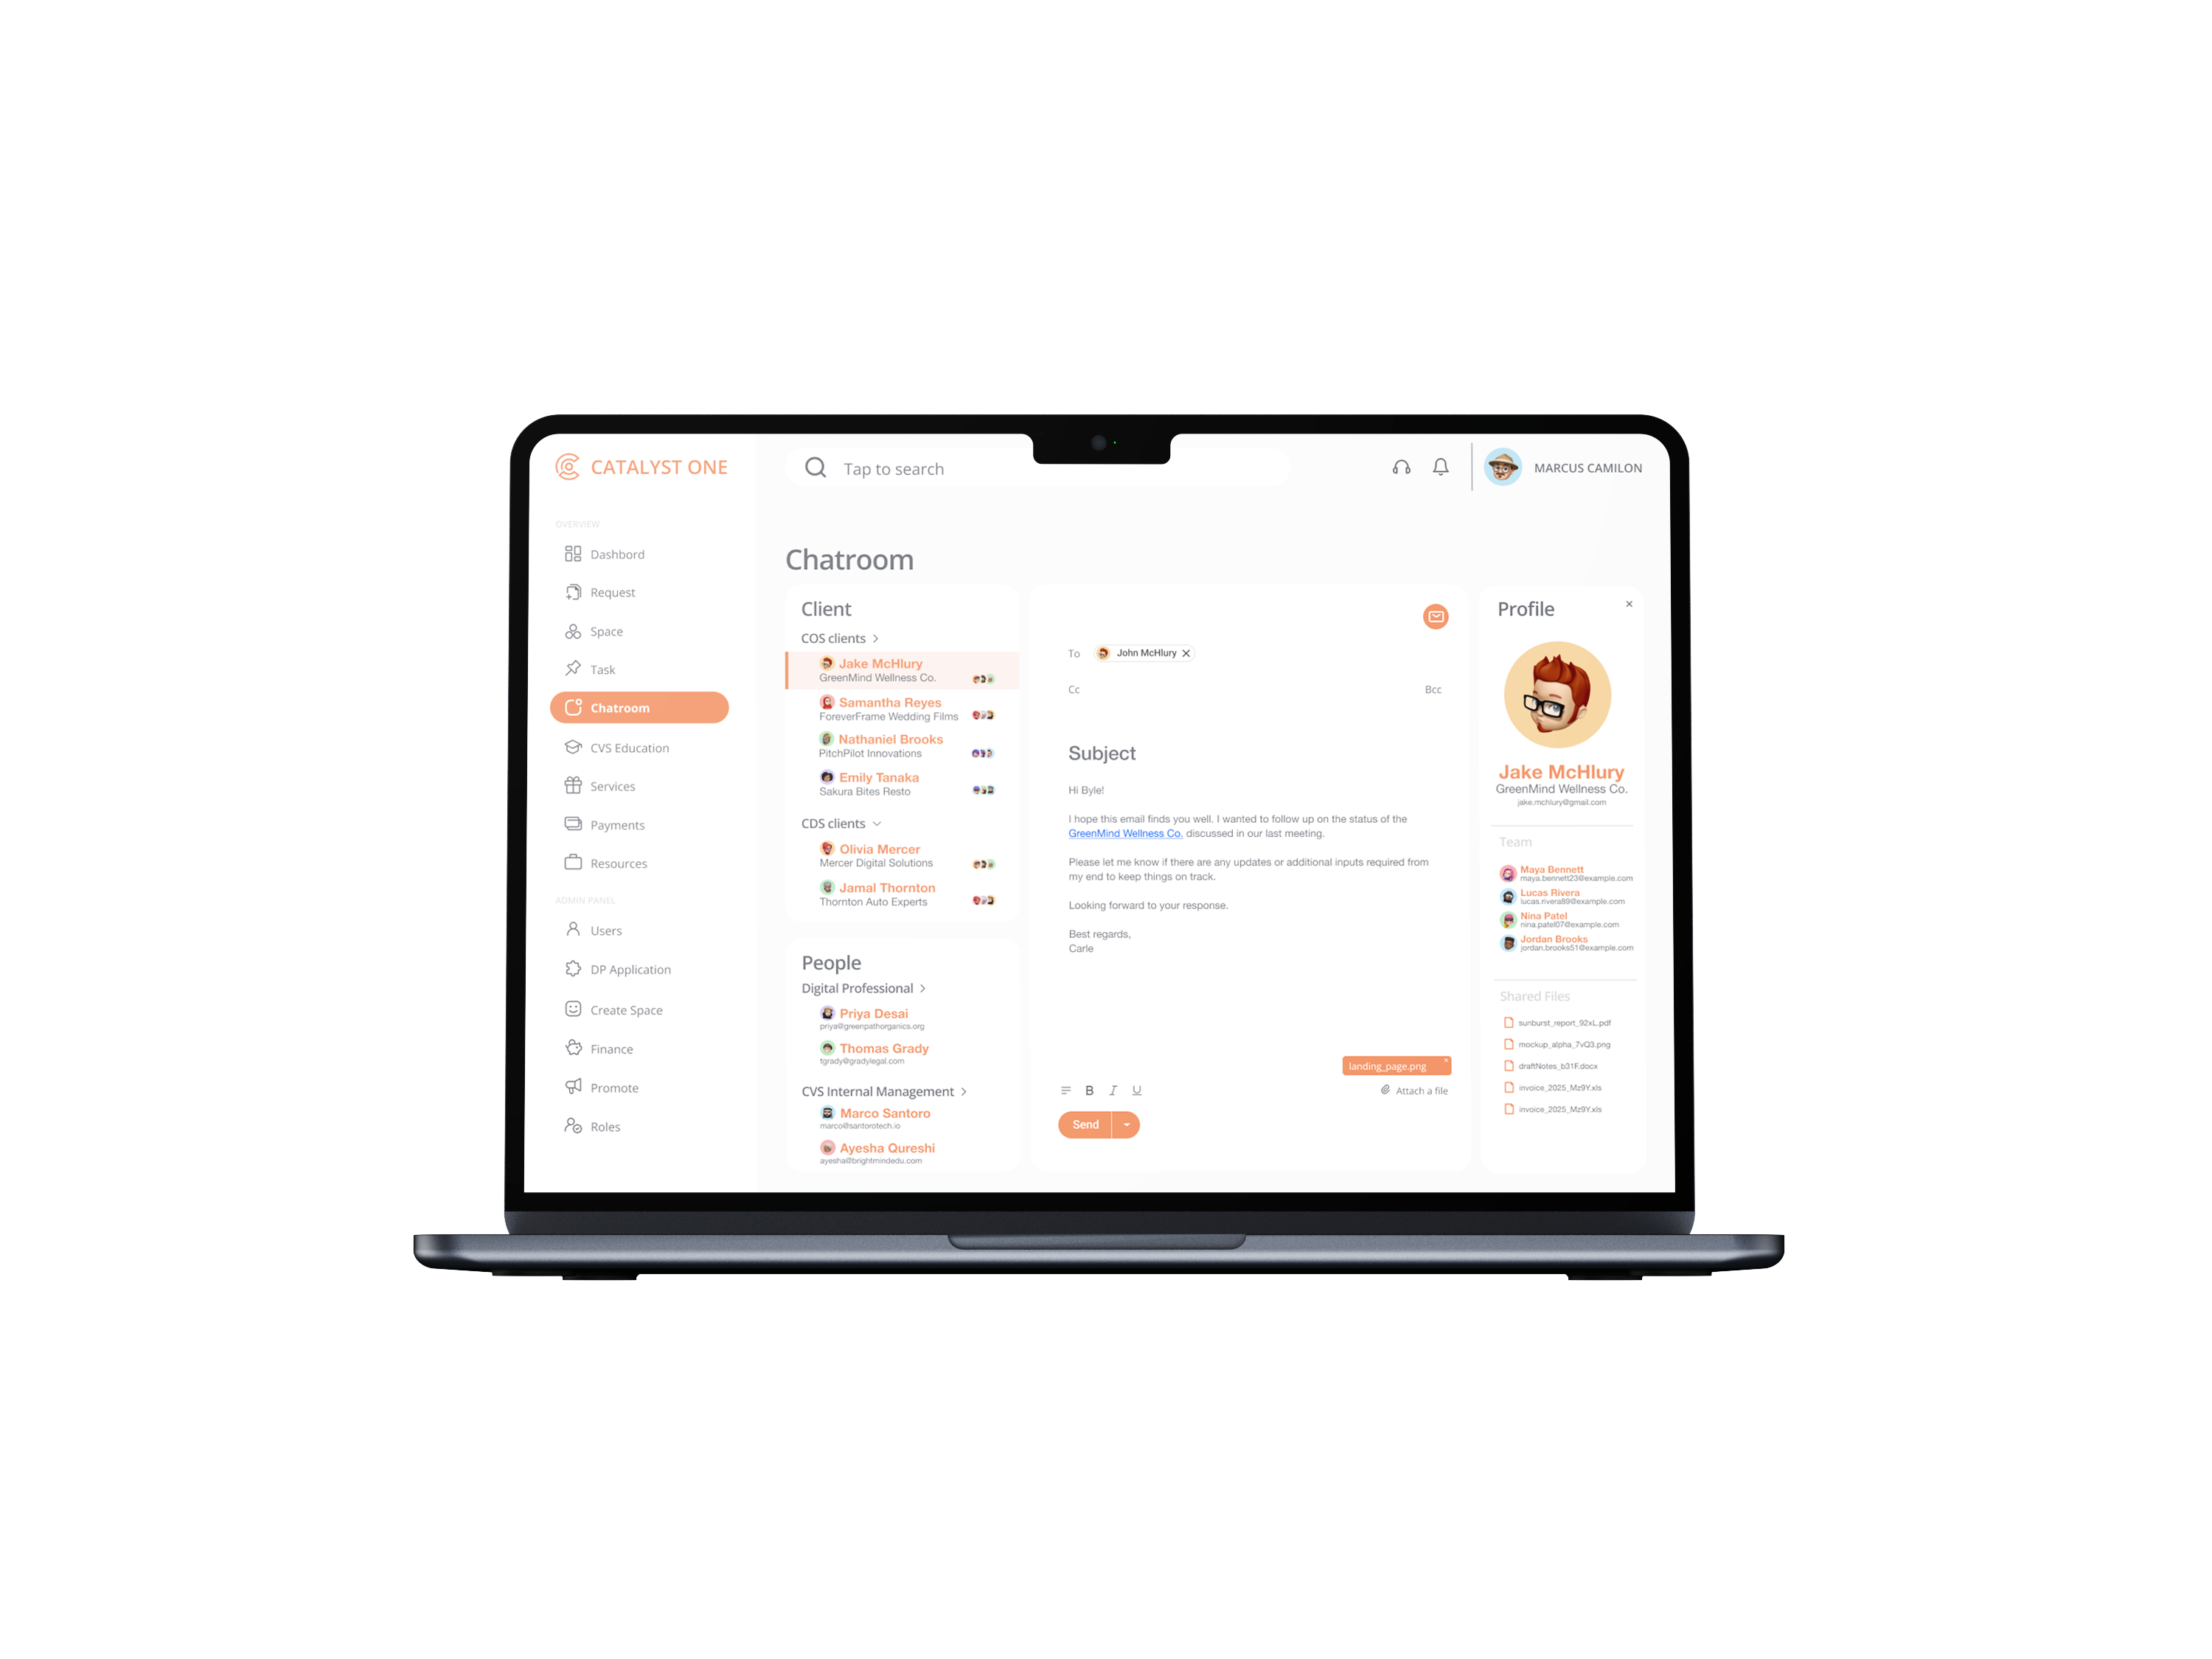 CATALYST ONE
Tap to search
MARCUS CAMILON
OVERVIEW
Dashbord
Request
Space
Task
Chatroom
CVS Education
Services
Payments
Resources
ADMIN PANEL
Users
DP Application
Create Space
Finance
Promote
Roles
Chatroom
Client
COS clients
Jake McHlury
GreenMind Wellness Co.
Samantha Reyes
ForeverFrame Wedding Films
Nathaniel Brooks
PitchPilot Innovations
Emily Tanaka
Sakura Bites Resto
CDS clients
Olivia Mercer
Mercer Digital Solutions
Jamal Thornton
Thornton Auto Experts
People
Digital Professional
Priya Desai
priya@greenpathorganics.org
Thomas Grady
tgrady@gradylegal.com
CVS Internal Management
Marco Santoro
marco@santorotech.io
Ayesha Qureshi
ayesha@brightmindedu.com
To John McHlury
Cc Bcc
Subject
Hi Byle!
I hope this email finds you well. I wanted to follow up on the status of the
GreenMind Wellness Co. discussed in our last meeting.
Please let me know if there are any updates or additional inputs required from
my end to keep things on track.
Looking forward to your response.
Best regards,
Carle
landing_page.png
B I U
Attach a file
Send
Profile
Jake McHlury
GreenMind Wellness Co.
jake.mchlury@gmail.com
Team
Maya Bennett
maya.bennett23@example.com
Lucas Rivera
lucas.rivera89@example.com
Nina Patel
nina.patel07@example.com
Jordan Brooks
jordan.brooks51@example.com
Shared Files
sunburst_report_92xL.pdf
mockup_alpha_7vQ3.png
draftNotes_b31F.docx
invoice_2025_Mz9Y.xls
invoice_2025_Mz9Y.xls